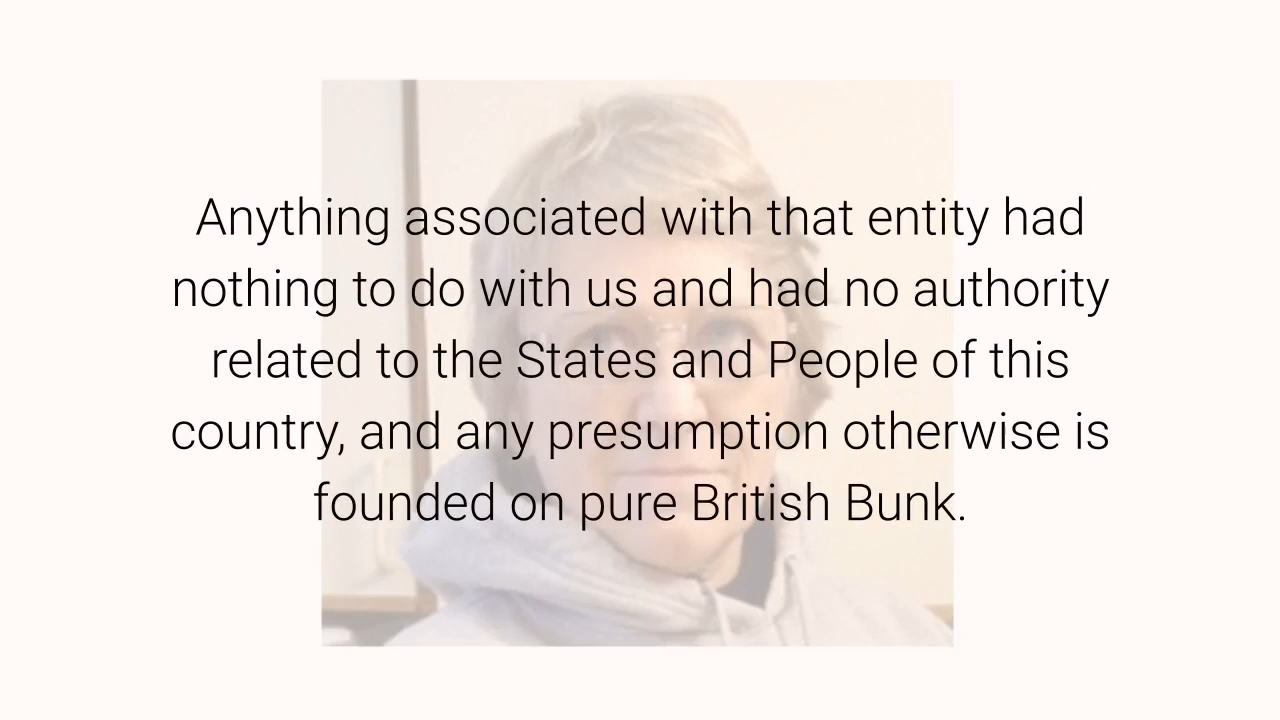 Anything associated with that entity had
nothing to do with us and had no authority
related to the States and People of this
country, and any presumption otherwise is
founded on pure British Bunk.